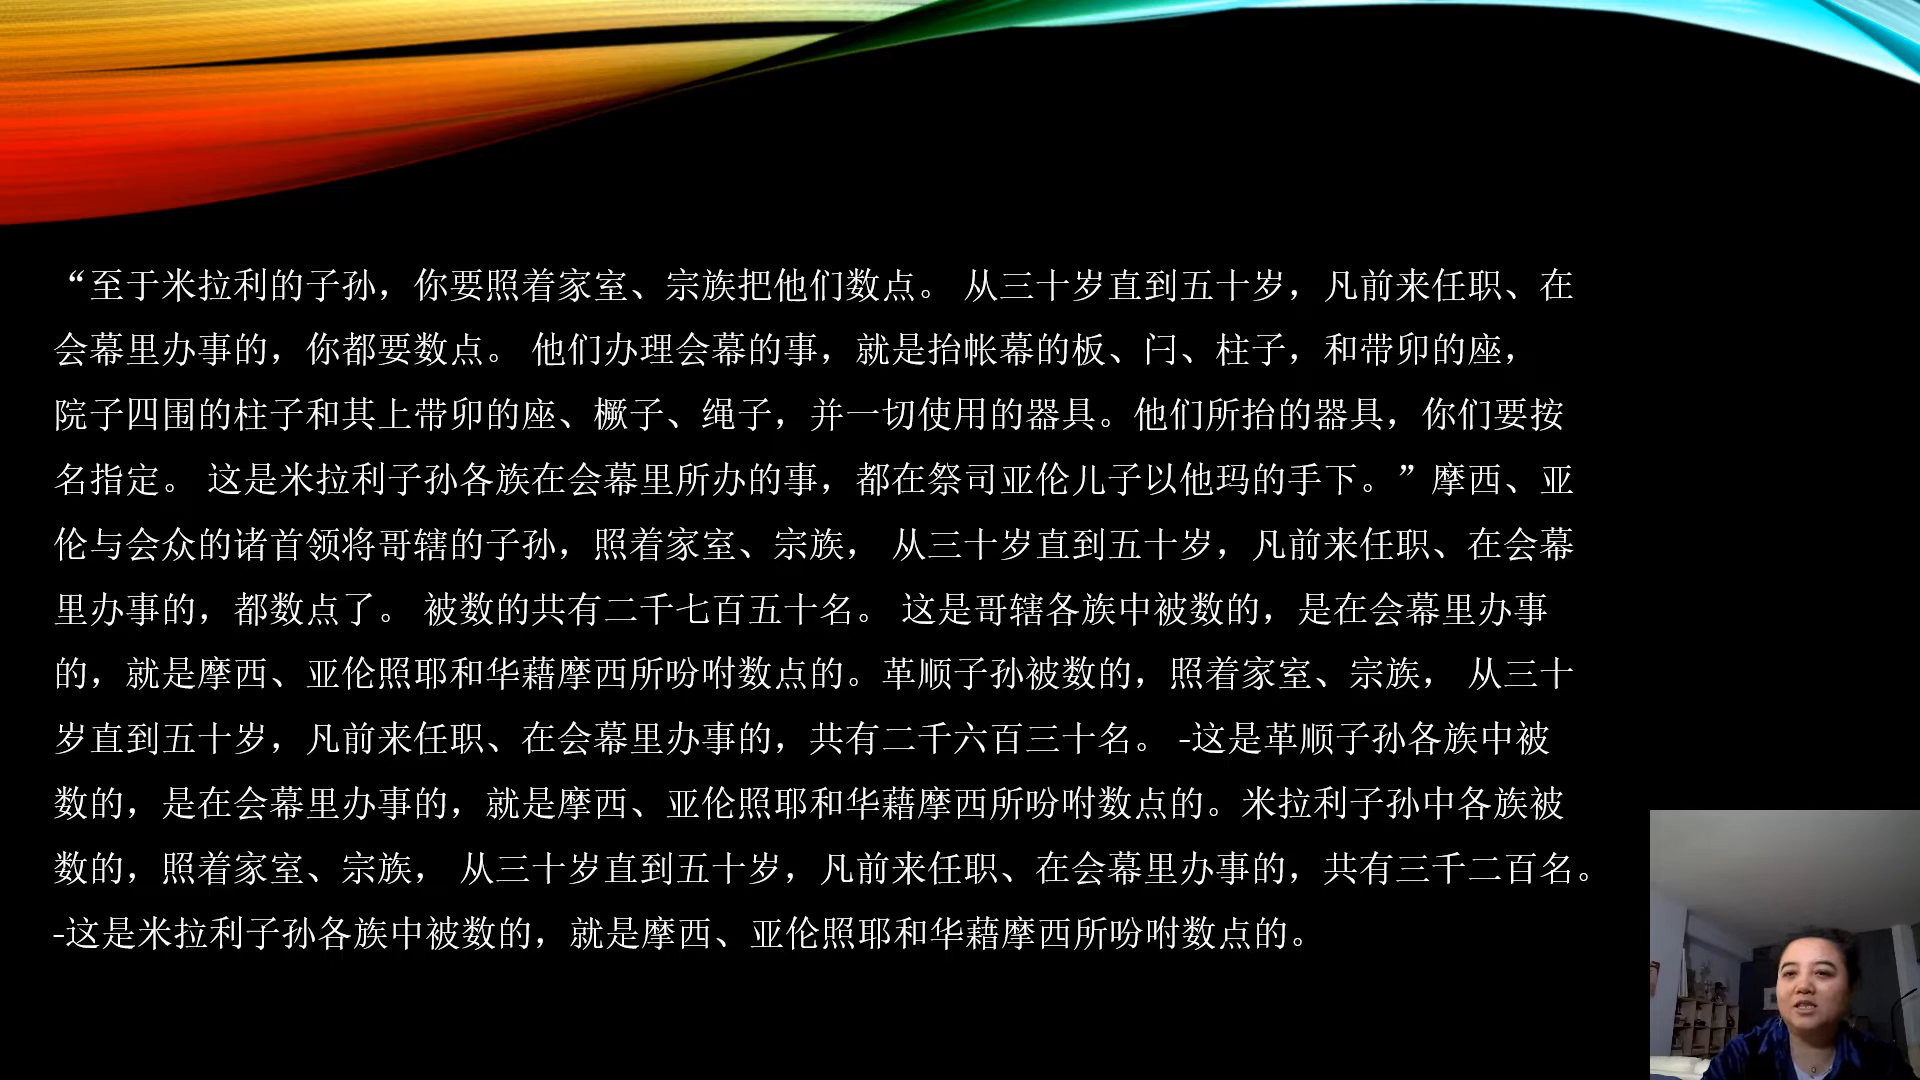 “至于米拉利的子孙，你要照着家室、宗族把他们数点。 从三十岁直到五十岁，凡前来任职、在
会幕里办事的，你都要数点。 他们办理会幕的事，就是抬帐幕的板、闩、柱子，和带卯的座，
院子四围的柱子和其上带卯的座、橛子、绳子，并一切使用的器具。他们所抬的器具，你们要按
名指定。 这是米拉利子孙各族在会幕里所办的事，都在祭司亚伦儿子以他玛的手下。”摩西、亚
伦与会众的诸首领将哥辖的子孙，照着家室、宗族， 从三十岁直到五十岁，凡前来任职、在会幕
里办事的，都数点了。 被数的共有二千七百五十名。 这是哥辖各族中被数的，是在会幕里办事
的，就是摩西、亚伦照耶和华藉摩西所吩咐数点的。革顺子孙被数的，照着家室、宗族， 从三十
岁直到五十岁，凡前来任职、在会幕里办事的，共有二千六百三十名。 -这是革顺子孙各族中被
数的，是在会幕里办事的，就是摩西、亚伦照耶和华藉摩西所吩咐数点的。米拉利子孙中各族被
数的，照着家室、宗族， 从三十岁直到五十岁，凡前来任职、在会幕里办事的，共有三千二百名。
-这是米拉利子孙各族中被数的，就是摩西、亚伦照耶和华藉摩西所吩咐数点的。